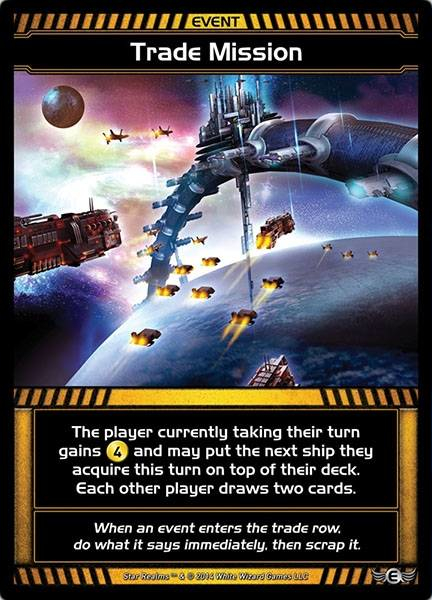 EVENT
Trade Mission
The player currently taking their turn
gains 4 and may put the next ship they
acquire this turn on top of their deck.
Each other player draws two cards.
When an event enters the trade row,
do what it says immediately, then scrap it.
Star Realms™ & © 2014 White Wizard Games LLC
E